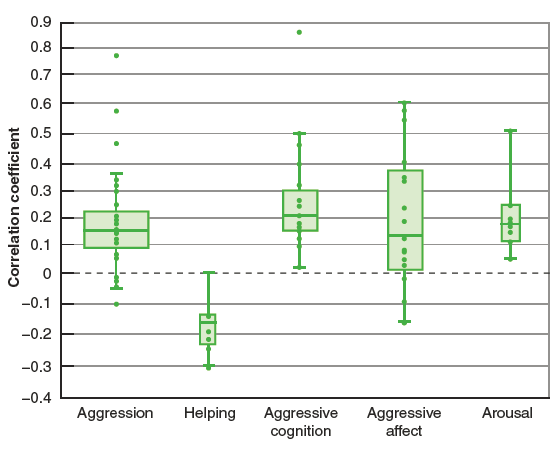 Correlation coefficient
0.9
0.8
0.7
0.6
0.5
0.4
0.3
0.2
0.1
0
−0.1
−0.2
−0.3
−0.4
Aggression
Helping
Aggressive
cognition
Aggressive
affect
Arousal